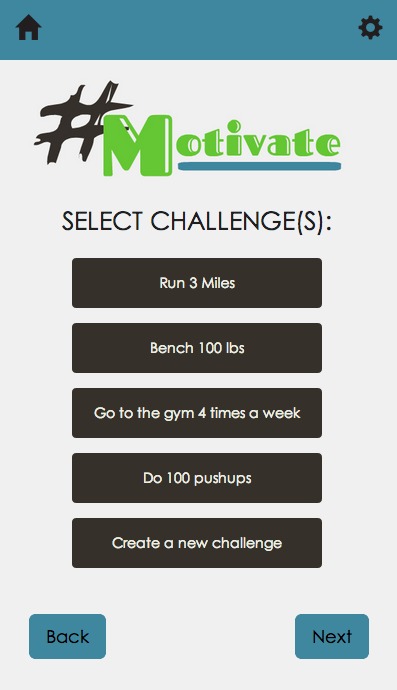 #Motivate
SELECT CHALLENGE(S):
Run 3 Miles
Bench 100 lbs
Go to the gym 4 times a week
Do 100 pushups
Create a new challenge
Back
Next